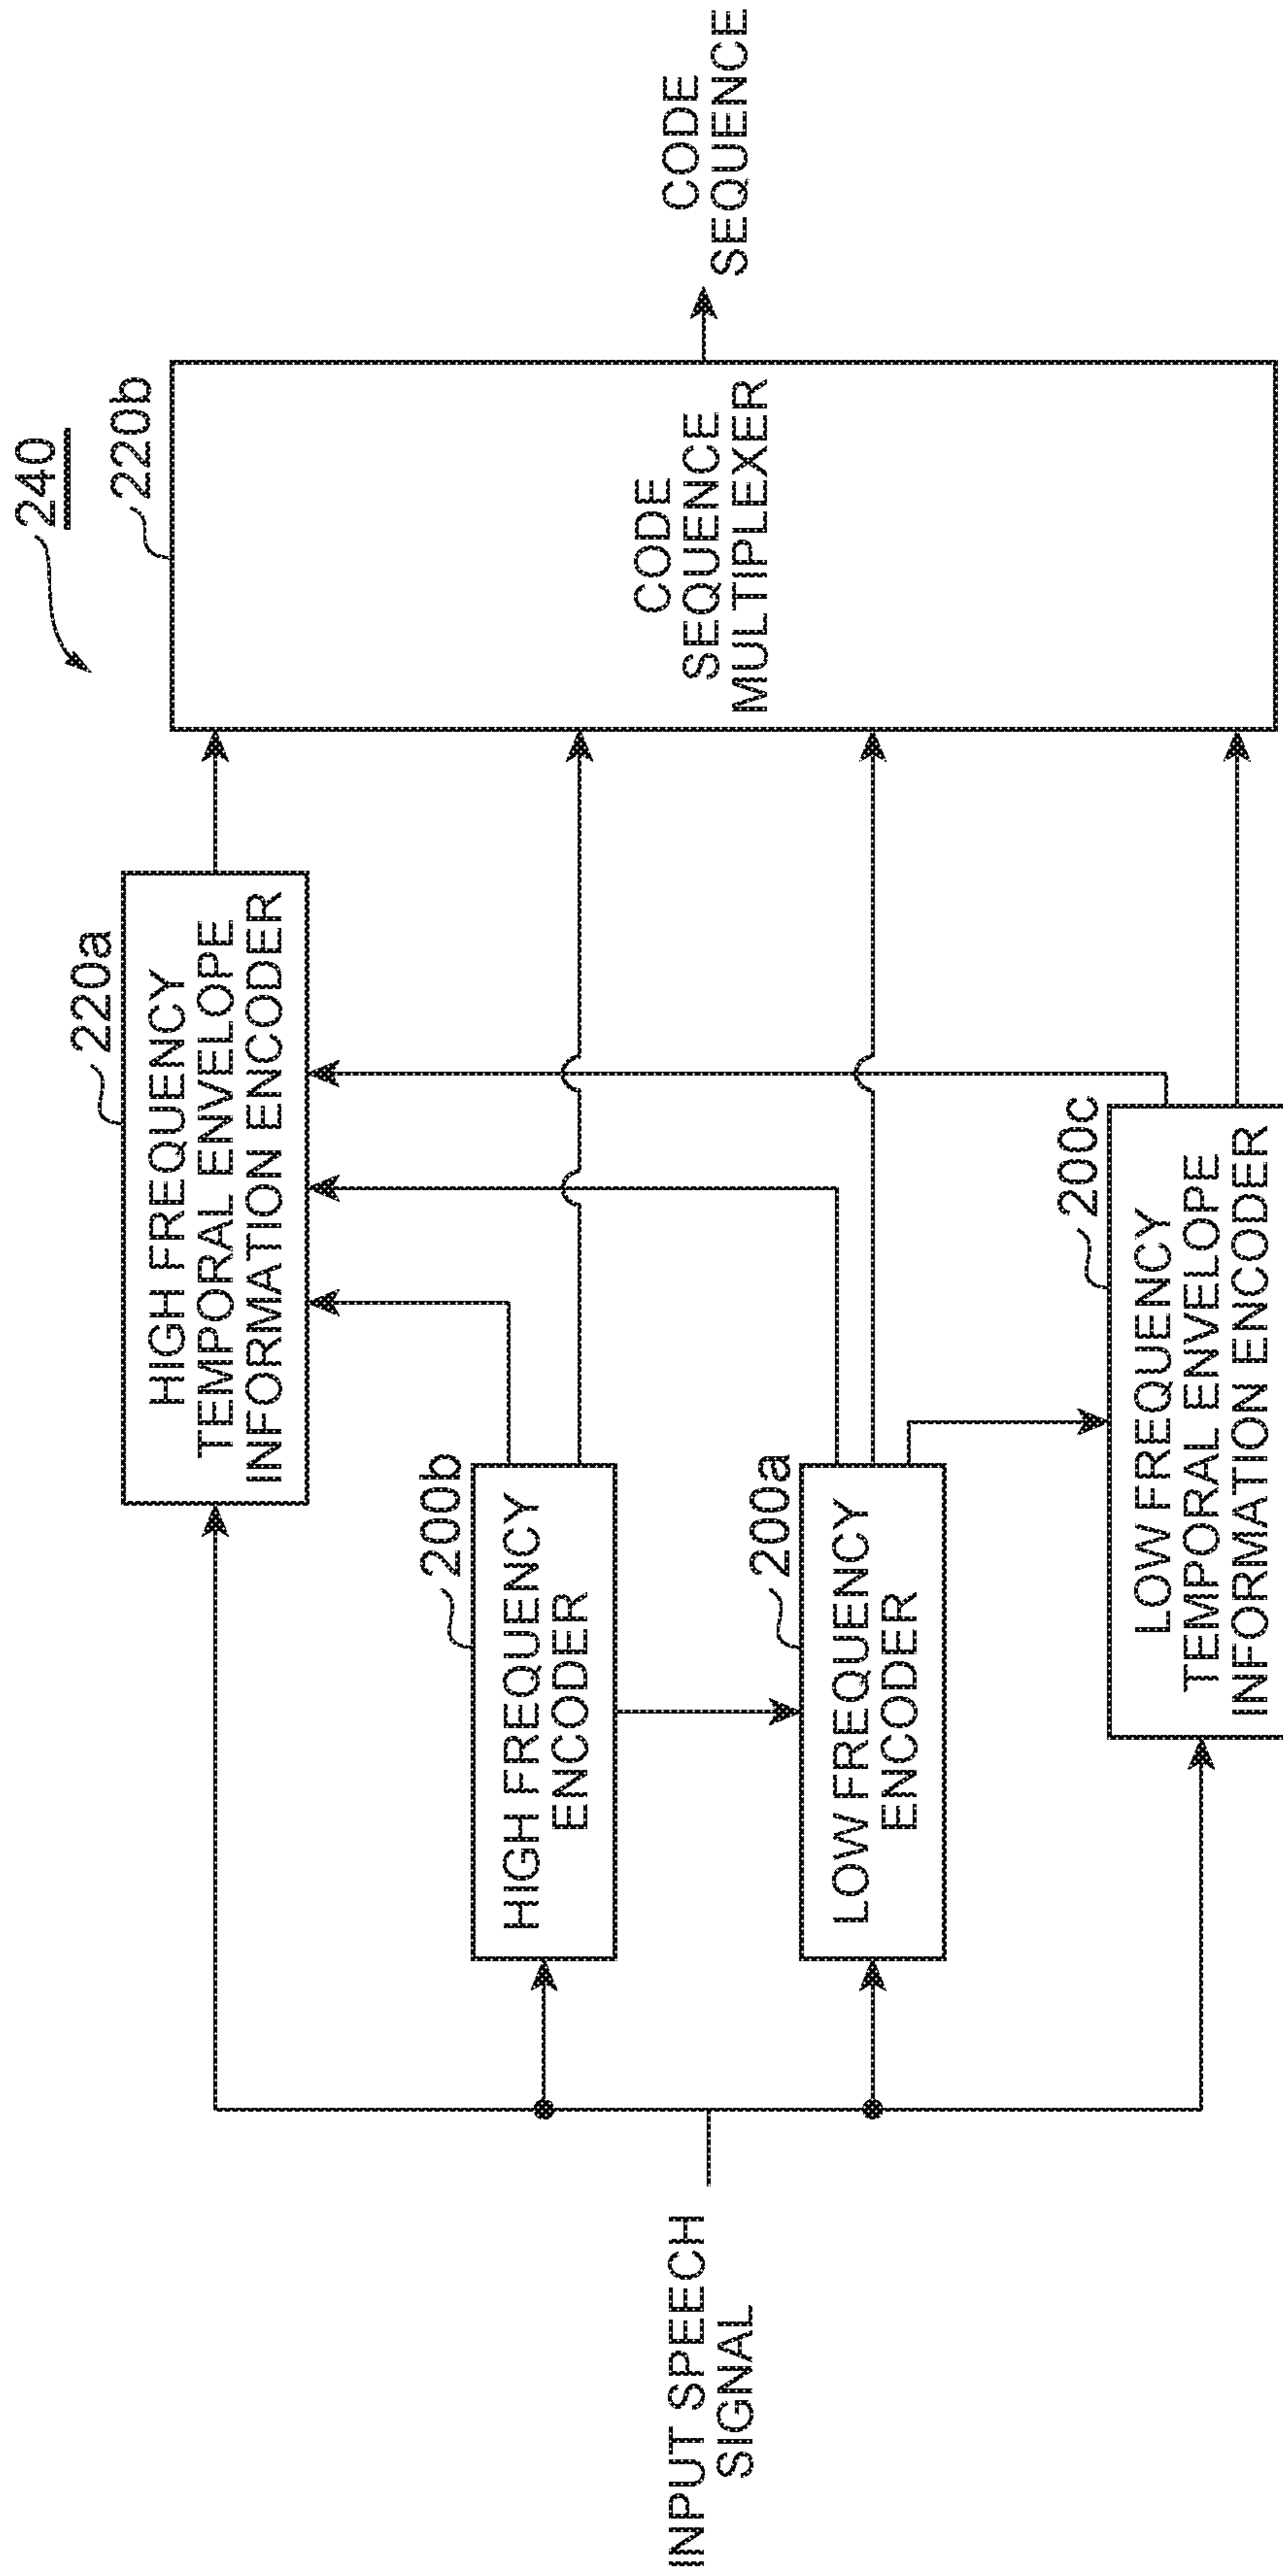 240
220b
220a
HIGH FREQUENCY
TEMPORAL ENVELOPE
INFORMATION ENCODER
200b
HIGH FREQUENCY
ENCODER
CODE
SEQUENCE
MULTIPLEXER
CODE
SEQUENCE
INPUT SPEECH
SIGNAL
200a
LOW FREQUENCY
ENCODER
200c
LOW FREQUENCY
TEMPORAL ENVELOPE
INFORMATION ENCODER